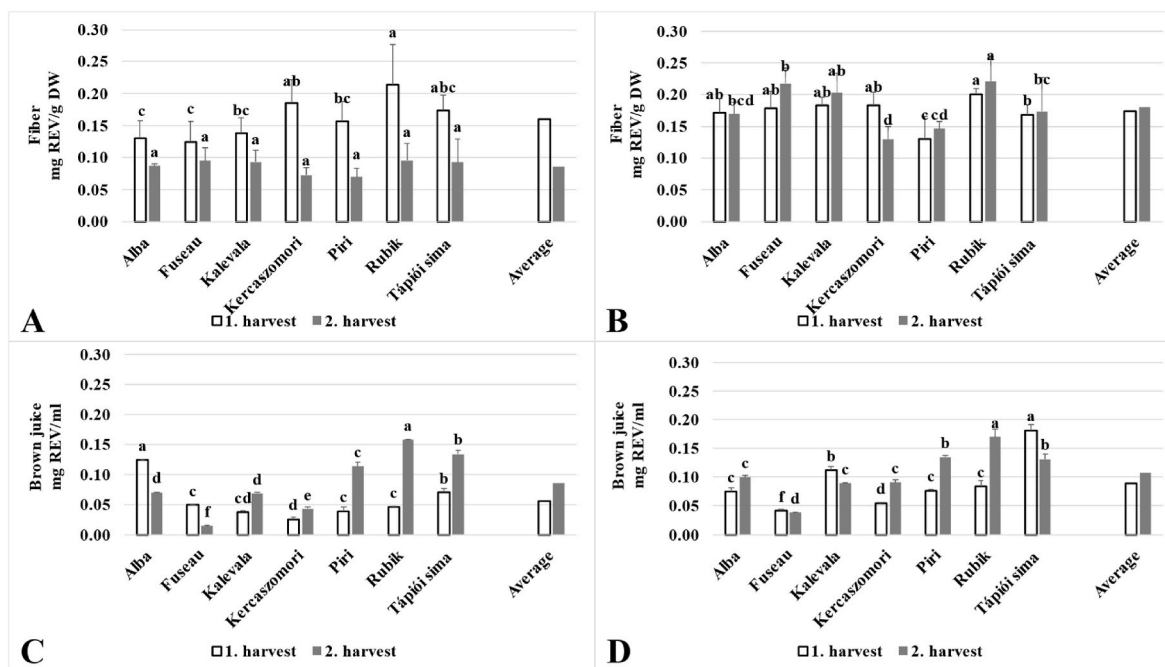 Fiber
mg REV/g DW
0.30
0.25
0.20
0.15
0.10
0.05
0.00
c a c a bc a ab a bc a a a abc a
Alba Fuseau Kalevala Kercaszomori Piri Rubik Tápiói sima Average
A
1. harvest 2. harvest
Fiber
mg REV/g DW
0.30
0.25
0.20
0.15
0.10
0.05
0.00
ab bcd ab b ab ab ab d c cd a a b bc
Alba Fuseau Kalevala Kercaszomori Piri Rubik Tápiói sima Average
B
1. harvest 2. harvest
Brown juice
mg REV/ml
0.30
0.25
0.20
0.15
0.10
0.05
0.00
a d c f cd d d e c c c a b b
Alba Fuseau Kalevala Kercaszomori Piri Rubik Tápiói sima Average
C
1. harvest 2. harvest
Brown juice
mg REV/ml
0.30
0.25
0.20
0.15
0.10
0.05
0.00
c c f d b c d c c b c a a b
Alba Fuseau Kalevala Kercaszomori Piri Rubik Tápiói sima Average
D
1. harvest 2. harvest